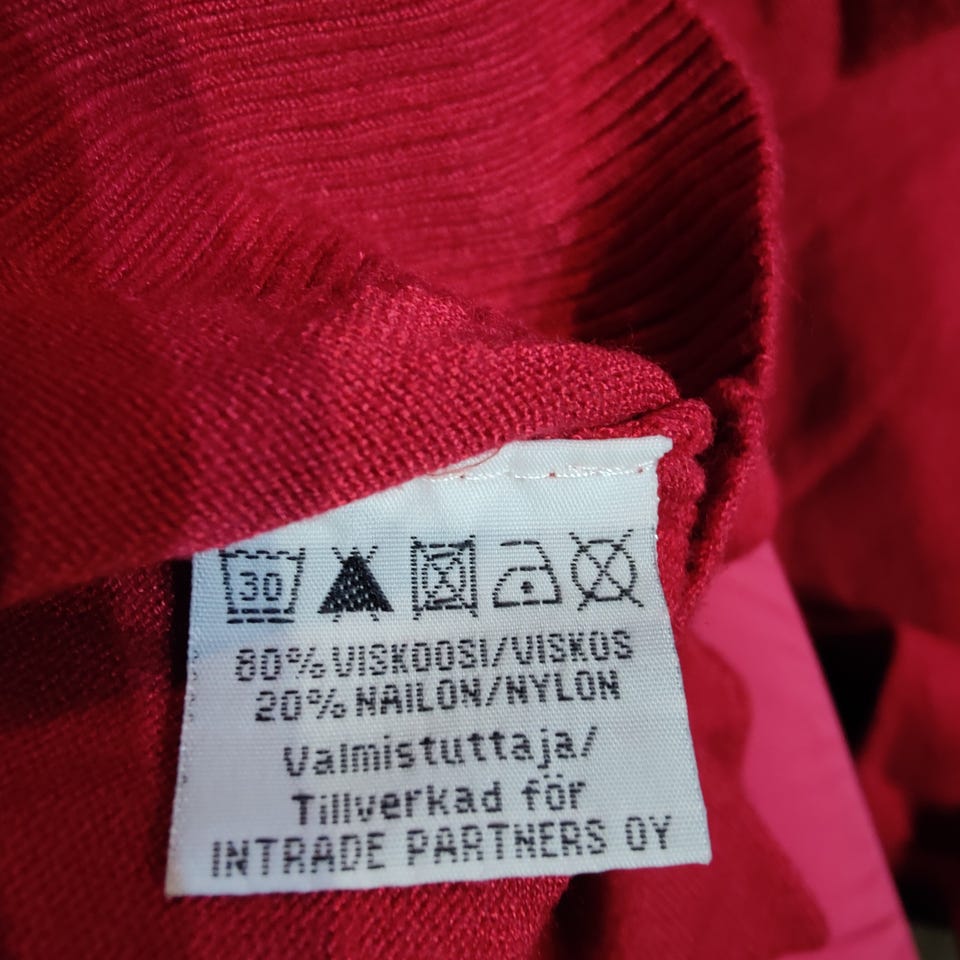 30
80% VISKOOSI/VISKOS
20% NAILON/NYLON
Valmistuttaja/
Tillverkad för
INTRADE PARTNERS OY